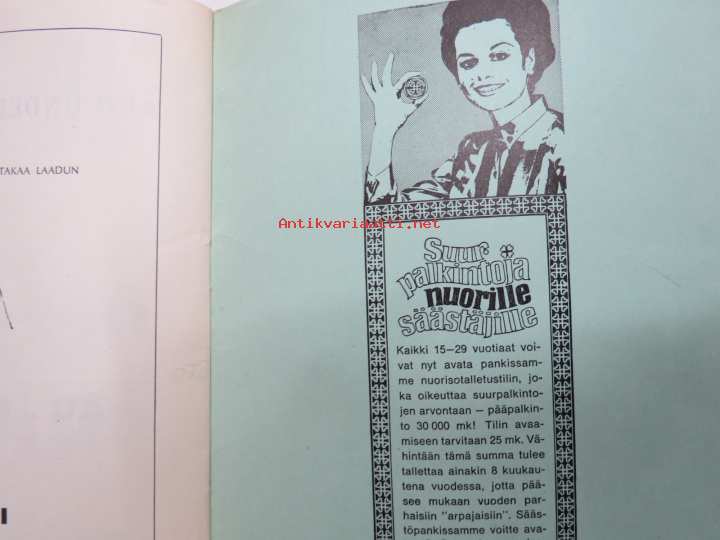 TAKAA LAADUN
Antikvariaatti.net
Suur
palkintoja
nuorille
säästäjille
Kaikki 15—29 vuotiaat voi-
vat nyt avata pankissam-
me nuorisotalletustilin, jo-
ka oikeuttaa suurpalkinto-
jen arvontaan — pääpalkin-
to 30 000 mk! Tilin avaa-
miseen tarvitaan 25 mk. Vä-
hintään tämä summa tulee
tallettaa ainakin 8 kuukau-
tena vuodessa, jotta pää-
see mukaan vuoden par-
haisiin "arpajaisiin". Sääs-
töpankissamme voitte ava-